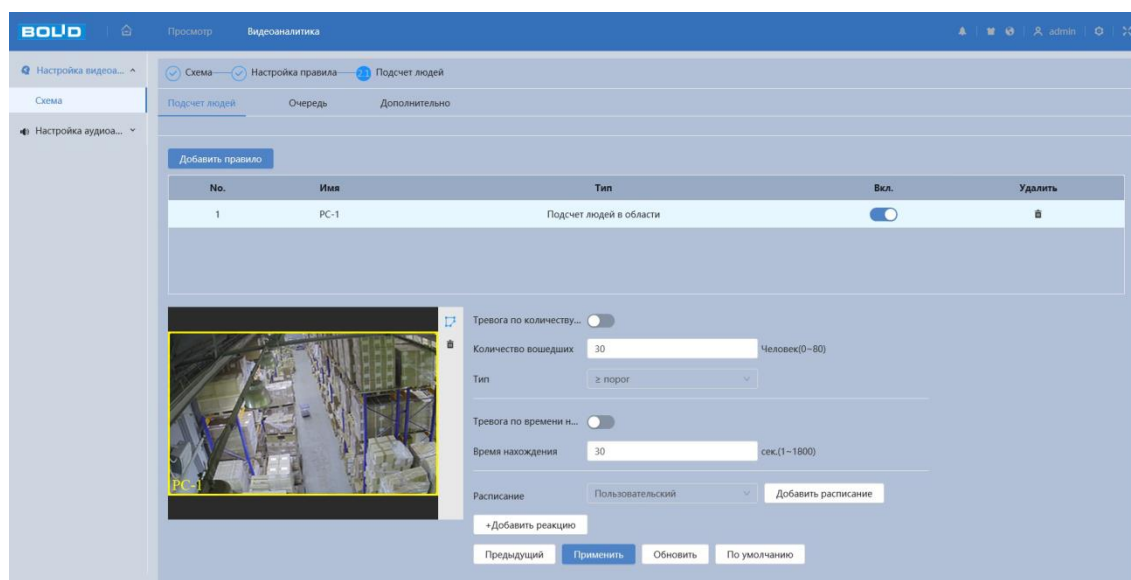 BOLID Просмотр Видеоаналитика admin
Настройка видеоа...
Схема
Настройка аудиоа...
Схема Настройка правила 2.1 Подсчет людей
Подсчет людей Очередь Дополнительно
Добавить правило
No. Имя Тип Вкл. Удалить
1 PC-1 Подсчет людей в области
PC-1
Тревога по количеству...
Количество вошедших 30 Человек(0~80)
Тип ≥ порог
Тревога по времени н...
Время нахождения 30 сек.(1~1800)
Расписание Пользовательский Добавить расписание
+Добавить реакцию
Предыдущий Применить Обновить По умолчанию